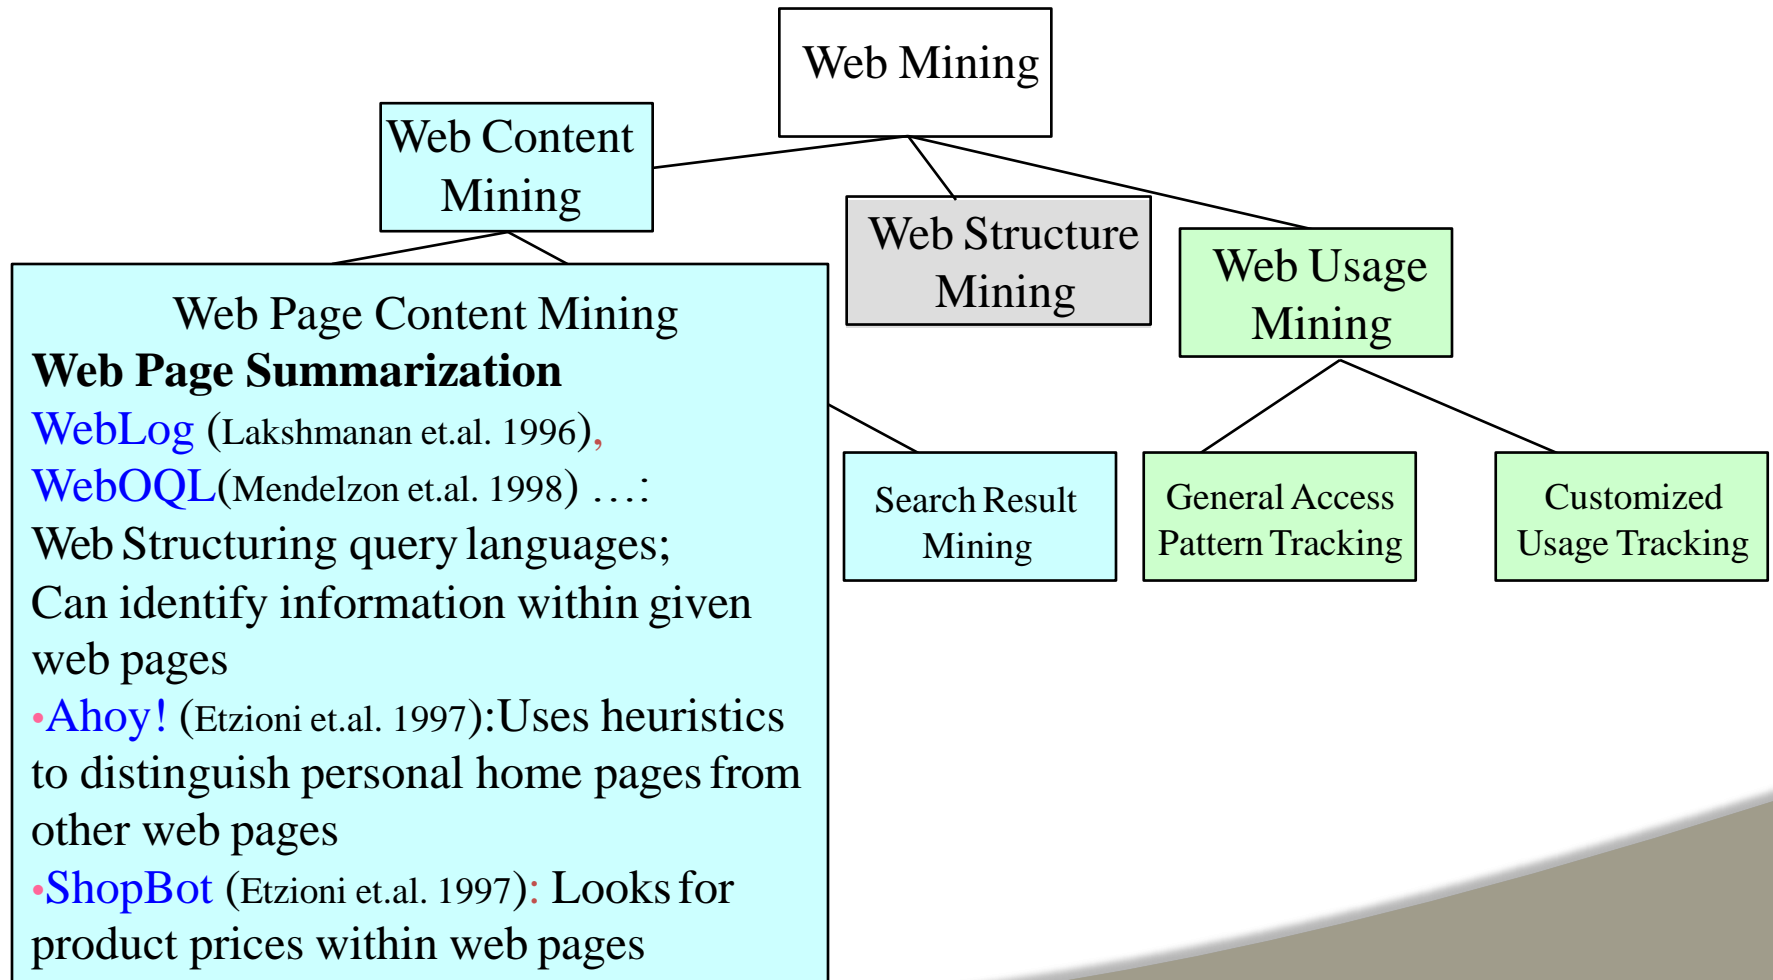 Web Mining
Web Content
Mining
Web Structure
Mining
Web Usage
Mining
Web Page Content Mining
Web Page Summarization
WebLog (Lakshmanan et.al. 1996),
WebOQL(Mendelzon et.al. 1998) …:
Web Structuring query languages;
Can identify information within given
web pages
•Ahoy! (Etzioni et.al. 1997):Uses heuristics
to distinguish personal home pages from
other web pages
•ShopBot (Etzioni et.al. 1997): Looks for
product prices within web pages
Search Result
Mining
General Access
Pattern Tracking
Customized
Usage Tracking